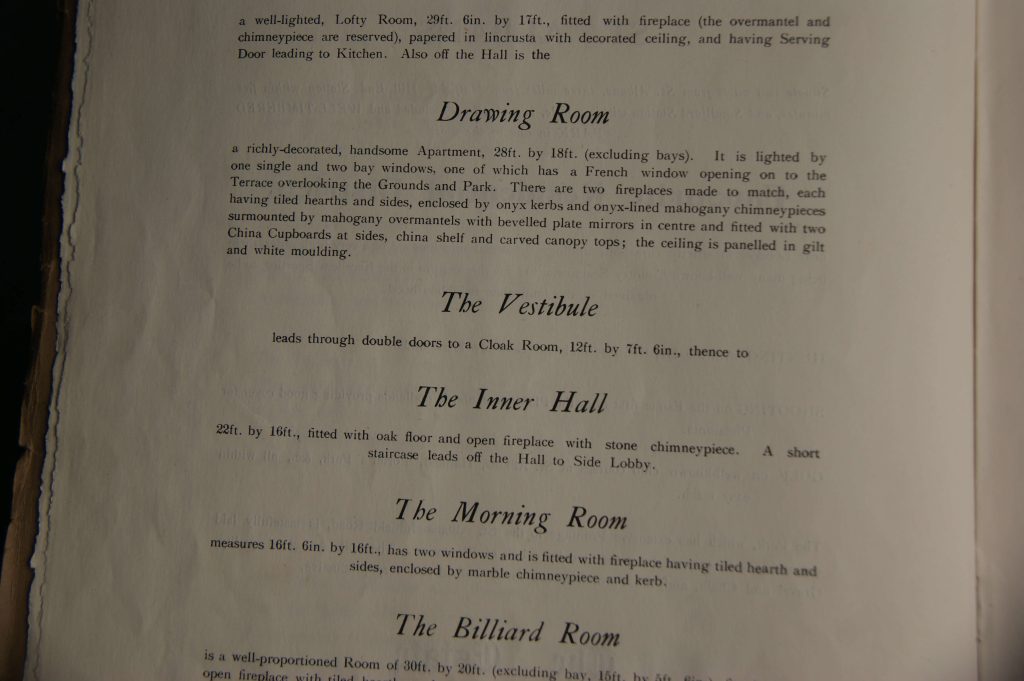 a well-lighted, Lofty Room, 29ft. 6in. by 17ft., fitted with fireplace (the overmantel and
chimneypiece are reserved), papered in lincrusta with decorated ceiling, and having Serving
Door leading to Kitchen. Also off the Hall is the
Drawing Room
a richly-decorated, handsome Apartment, 28ft. by 18ft. (excluding bays). It is lighted by
one single and two bay windows, one of which has a French window opening on to the
Terrace overlooking the Grounds and Park. There are two fireplaces made to match, each
having tiled hearths and sides, enclosed by onyx kerbs and onyx-lined mahogany chimneypieces
surmounted by mahogany overmantels with bevelled plate mirrors in centre and fitted with two
China Cupboards at sides, china shelf and carved canopy tops; the ceiling is panelled in gilt
and white moulding.
The Vestibule
leads through double doors to a Cloak Room, 12ft. by 7ft. 6in., thence to
The Inner Hall
22ft. by 16ft., fitted with oak floor and open fireplace with stone chimneypiece. A short
staircase leads off the Hall to Side Lobby.
The Morning Room
measures 16ft. 6in. by 16ft., has two windows and is fitted with fireplace having tiled hearth and
sides, enclosed by marble chimneypiece and kerb.
The Billiard Room
is a well-proportioned Room of 30ft. by 20ft. (excluding bay, 15ft. by 5ft.
open fireplace with tiled